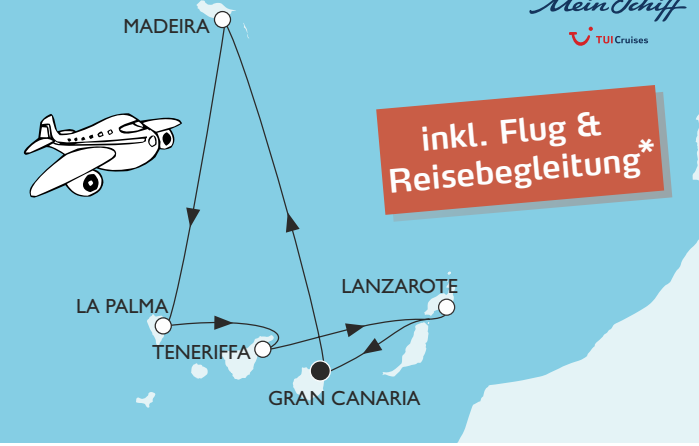 Mein Schiff
TUI Cruises
MADEIRA
inkl. Flug &
Reisebegleitung*
LANZAROTE
LA PALMA
TENERIFFA
GRAN CANARIA